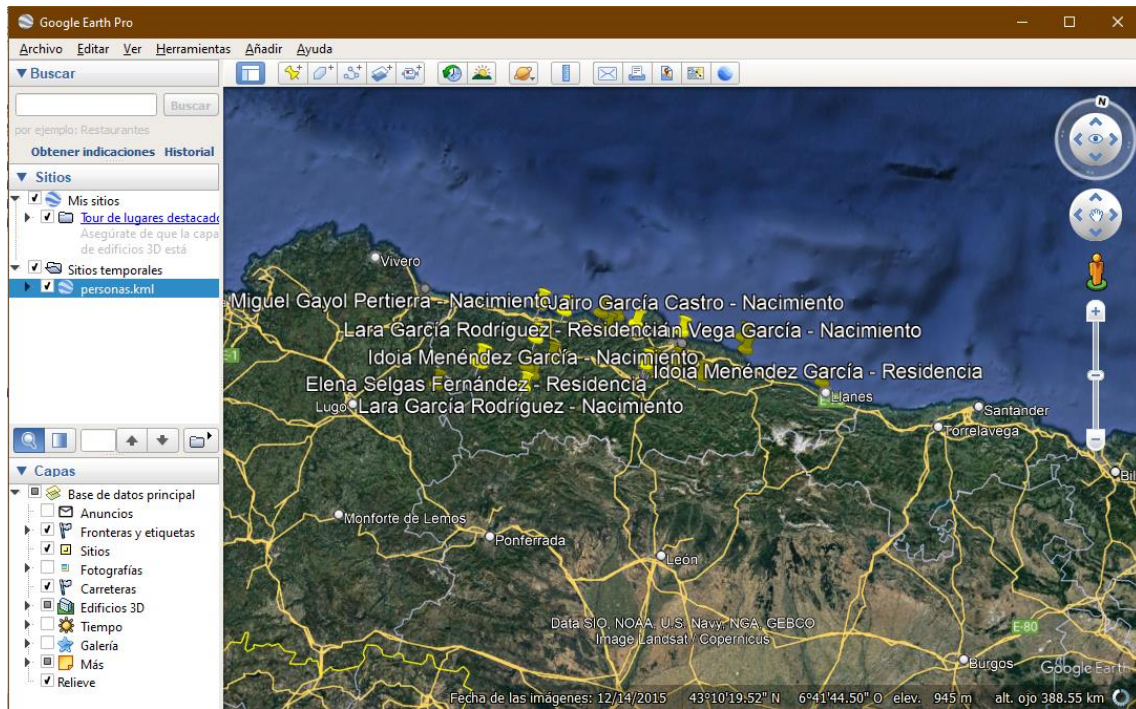 Google Earth Pro
Archivo Editar Ver Herramientas Añadir Ayuda
Buscar
Buscar
por ejemplo: Restaurantes
Obtener indicaciones Historial
Sitios
Mis sitios
Tour de lugares destacado
Asegúrate de que la capa
de edificios 3D está
Sitios temporales
personas.kml
Capas
Base de datos principal
Anuncios
Fronteras y etiquetas
Sitios
Fotografías
Carreteras
Edificios 3D
Tiempo
Galería
Más
Relieve
N
Vivero
Miguel Gayol Pertierra - Nacimiento
Jairo García Castro - Nacimiento
Lara García Rodríguez - Residencia
n Vega García - Nacimiento
E-1
Idoia Menéndez García - Nacimiento
Idoia Menéndez García - Residencia
Elena Selgas Fernández - Residencia
Llanes
Lugo
Lara García Rodríguez - Nacimiento
Santander
Torrelavega
Bil
Monforte de Lemos
Ponferrada
León
Data SIO, NOAA, U.S. Navy, NGA, GEBCO
Image Landsat / Copernicus
E-80
Burgos
Google Earth
Fecha de las imágenes: 12/14/2015 43°10'19.52" N 6°41'44.50" O elev. 945 m alt. ojo 388.55 km